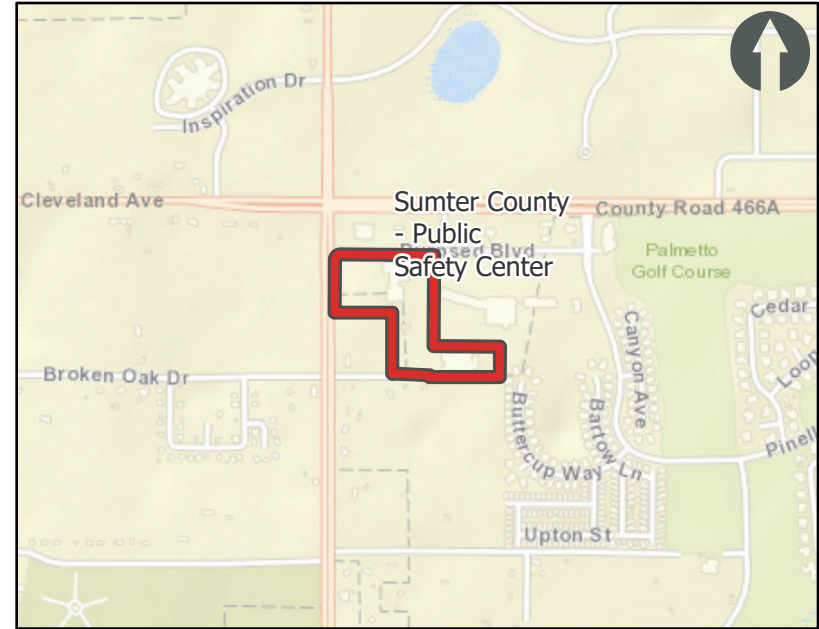 Inspiration Dr
Cleveland Ave
Sumter County
- Public
Safety Center
County Road 466A
Blvd
Palmetto
Golf Course
Cedar
Loop
Canyon Ave
Broken Oak Dr
Buttercup Way
Bartow Ln
Pinell
Upton St